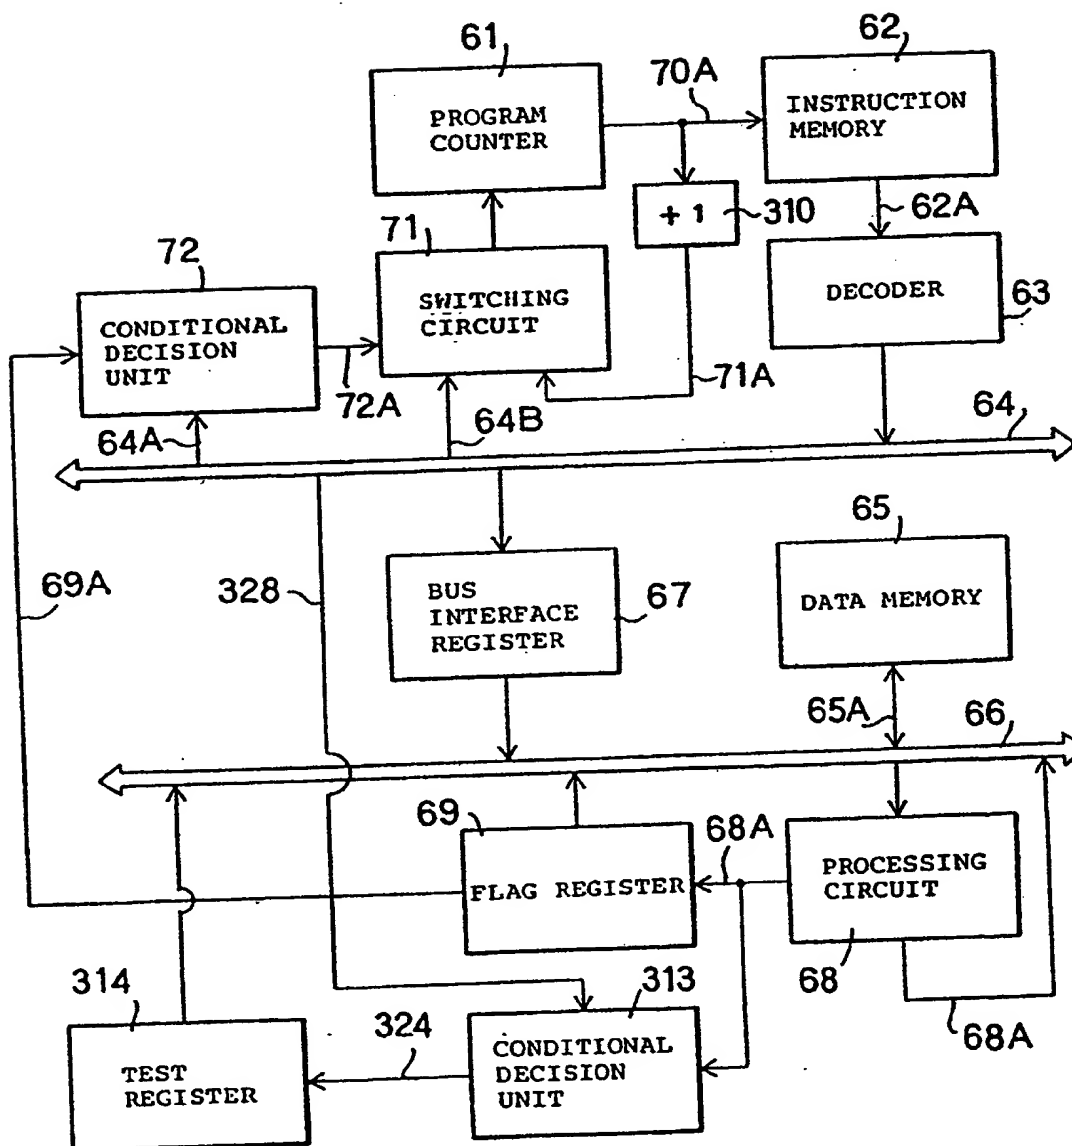 61
62
70A
PROGRAM
COUNTER
INSTRUCTION
MEMORY
+1
310
62A
71
72
SWITCHING
CIRCUIT
DECODER
63
CONDITIONAL
DECISION
UNIT
72A
71A
64A
64B
64
65
69A
328
BUS
INTERFACE
REGISTER
67
DATA MEMORY
65A
66
69
68A
FLAG REGISTER
PROCESSING
CIRCUIT
68
314
313
68A
324
TEST
REGISTER
CONDITIONAL
DECISION
UNIT